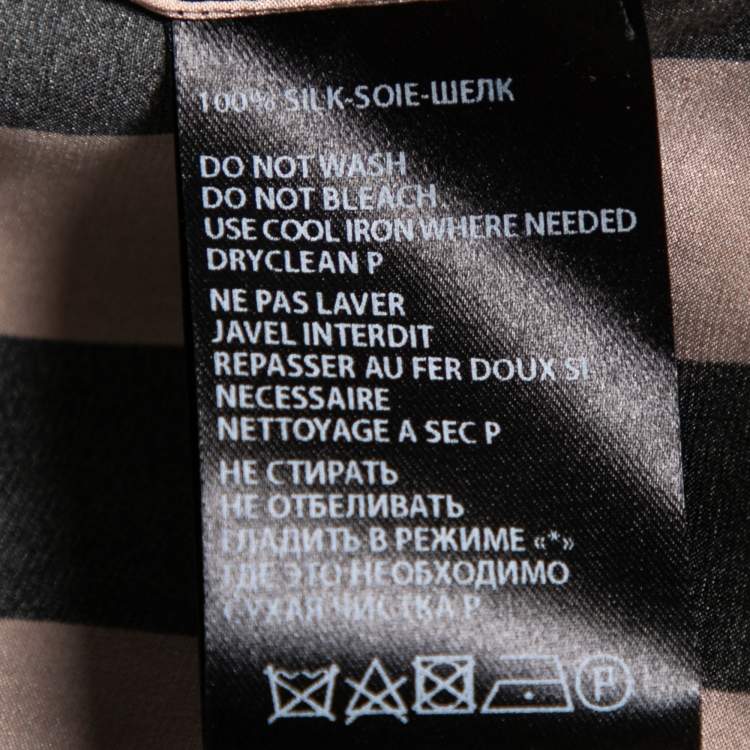 100% SILK-SOIE-ШЕЛК
DO NOT WASH
DO NOT BLEACH
USE COOL IRON WHERE NEEDED
DRYCLEAN P
NE PAS LAVER
JAVEL INTERDIT
REPASSER AU FER DOUX SI
NECESSAIRE
NETTOYAGE A SEC P
НЕ СТИРАТЬ
НЕ ОТБЕЛИВАТЬ
ГЛАДИТЬ В РЕЖИМЕ «*»
ГДЕ ЭТО НЕОБХОДИМО
СУХАЯ ЧИСТКА Р
P